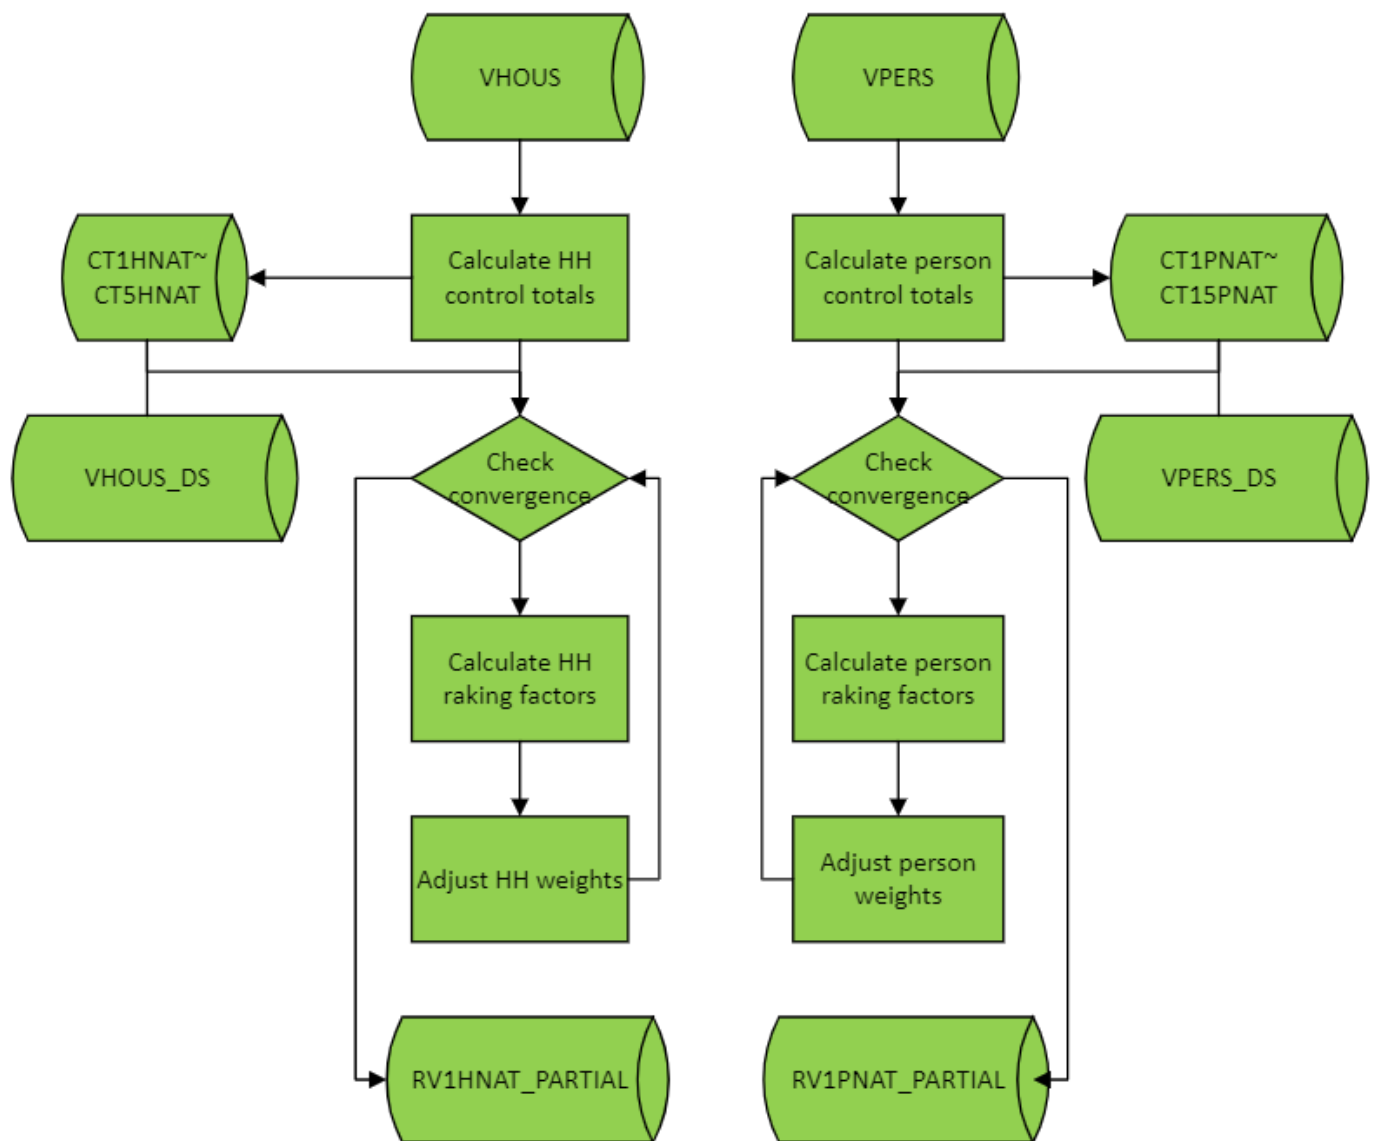 VHOUS
VPERS
CT1HNAT~
CT5HNAT
Calculate HH
control totals
Calculate person
control totals
CT1PNAT~
CT15PNAT
VHOUS_DS
Check
convergence
Check
convergence
VPERS_DS
Calculate HH
raking factors
Calculate person
raking factors
Adjust HH weights
Adjust person
weights
RV1HNAT_PARTIAL
RV1PNAT_PARTIAL